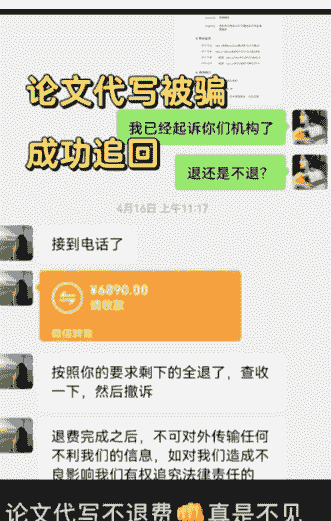 论文代写被骗
我已经起诉你们机构了
成功追回
退还是不退？
4月16日 上午11:17
接到电话了
¥6890.00
请收款
微信转账
按照你的要求剩下的全退了，查收
一下，然后撤诉
退费完成之后，不可对外传输任何
不利我们的信息，如对我们造成不
良影响我们有权追究法律责任的
论文代写不退费👊真是不见